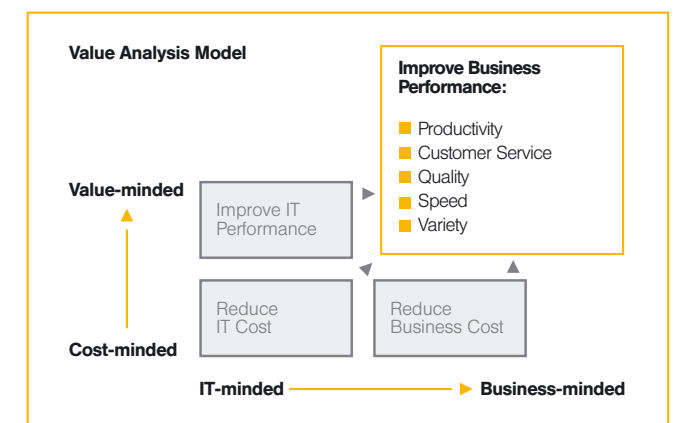 Value Analysis Model
Improve Business
Performance:
Productivity
Customer Service
Quality
Speed
Variety
Value-minded
Improve IT
Performance
Reduce
IT Cost
Reduce
Business Cost
Cost-minded
IT-minded
Business-minded